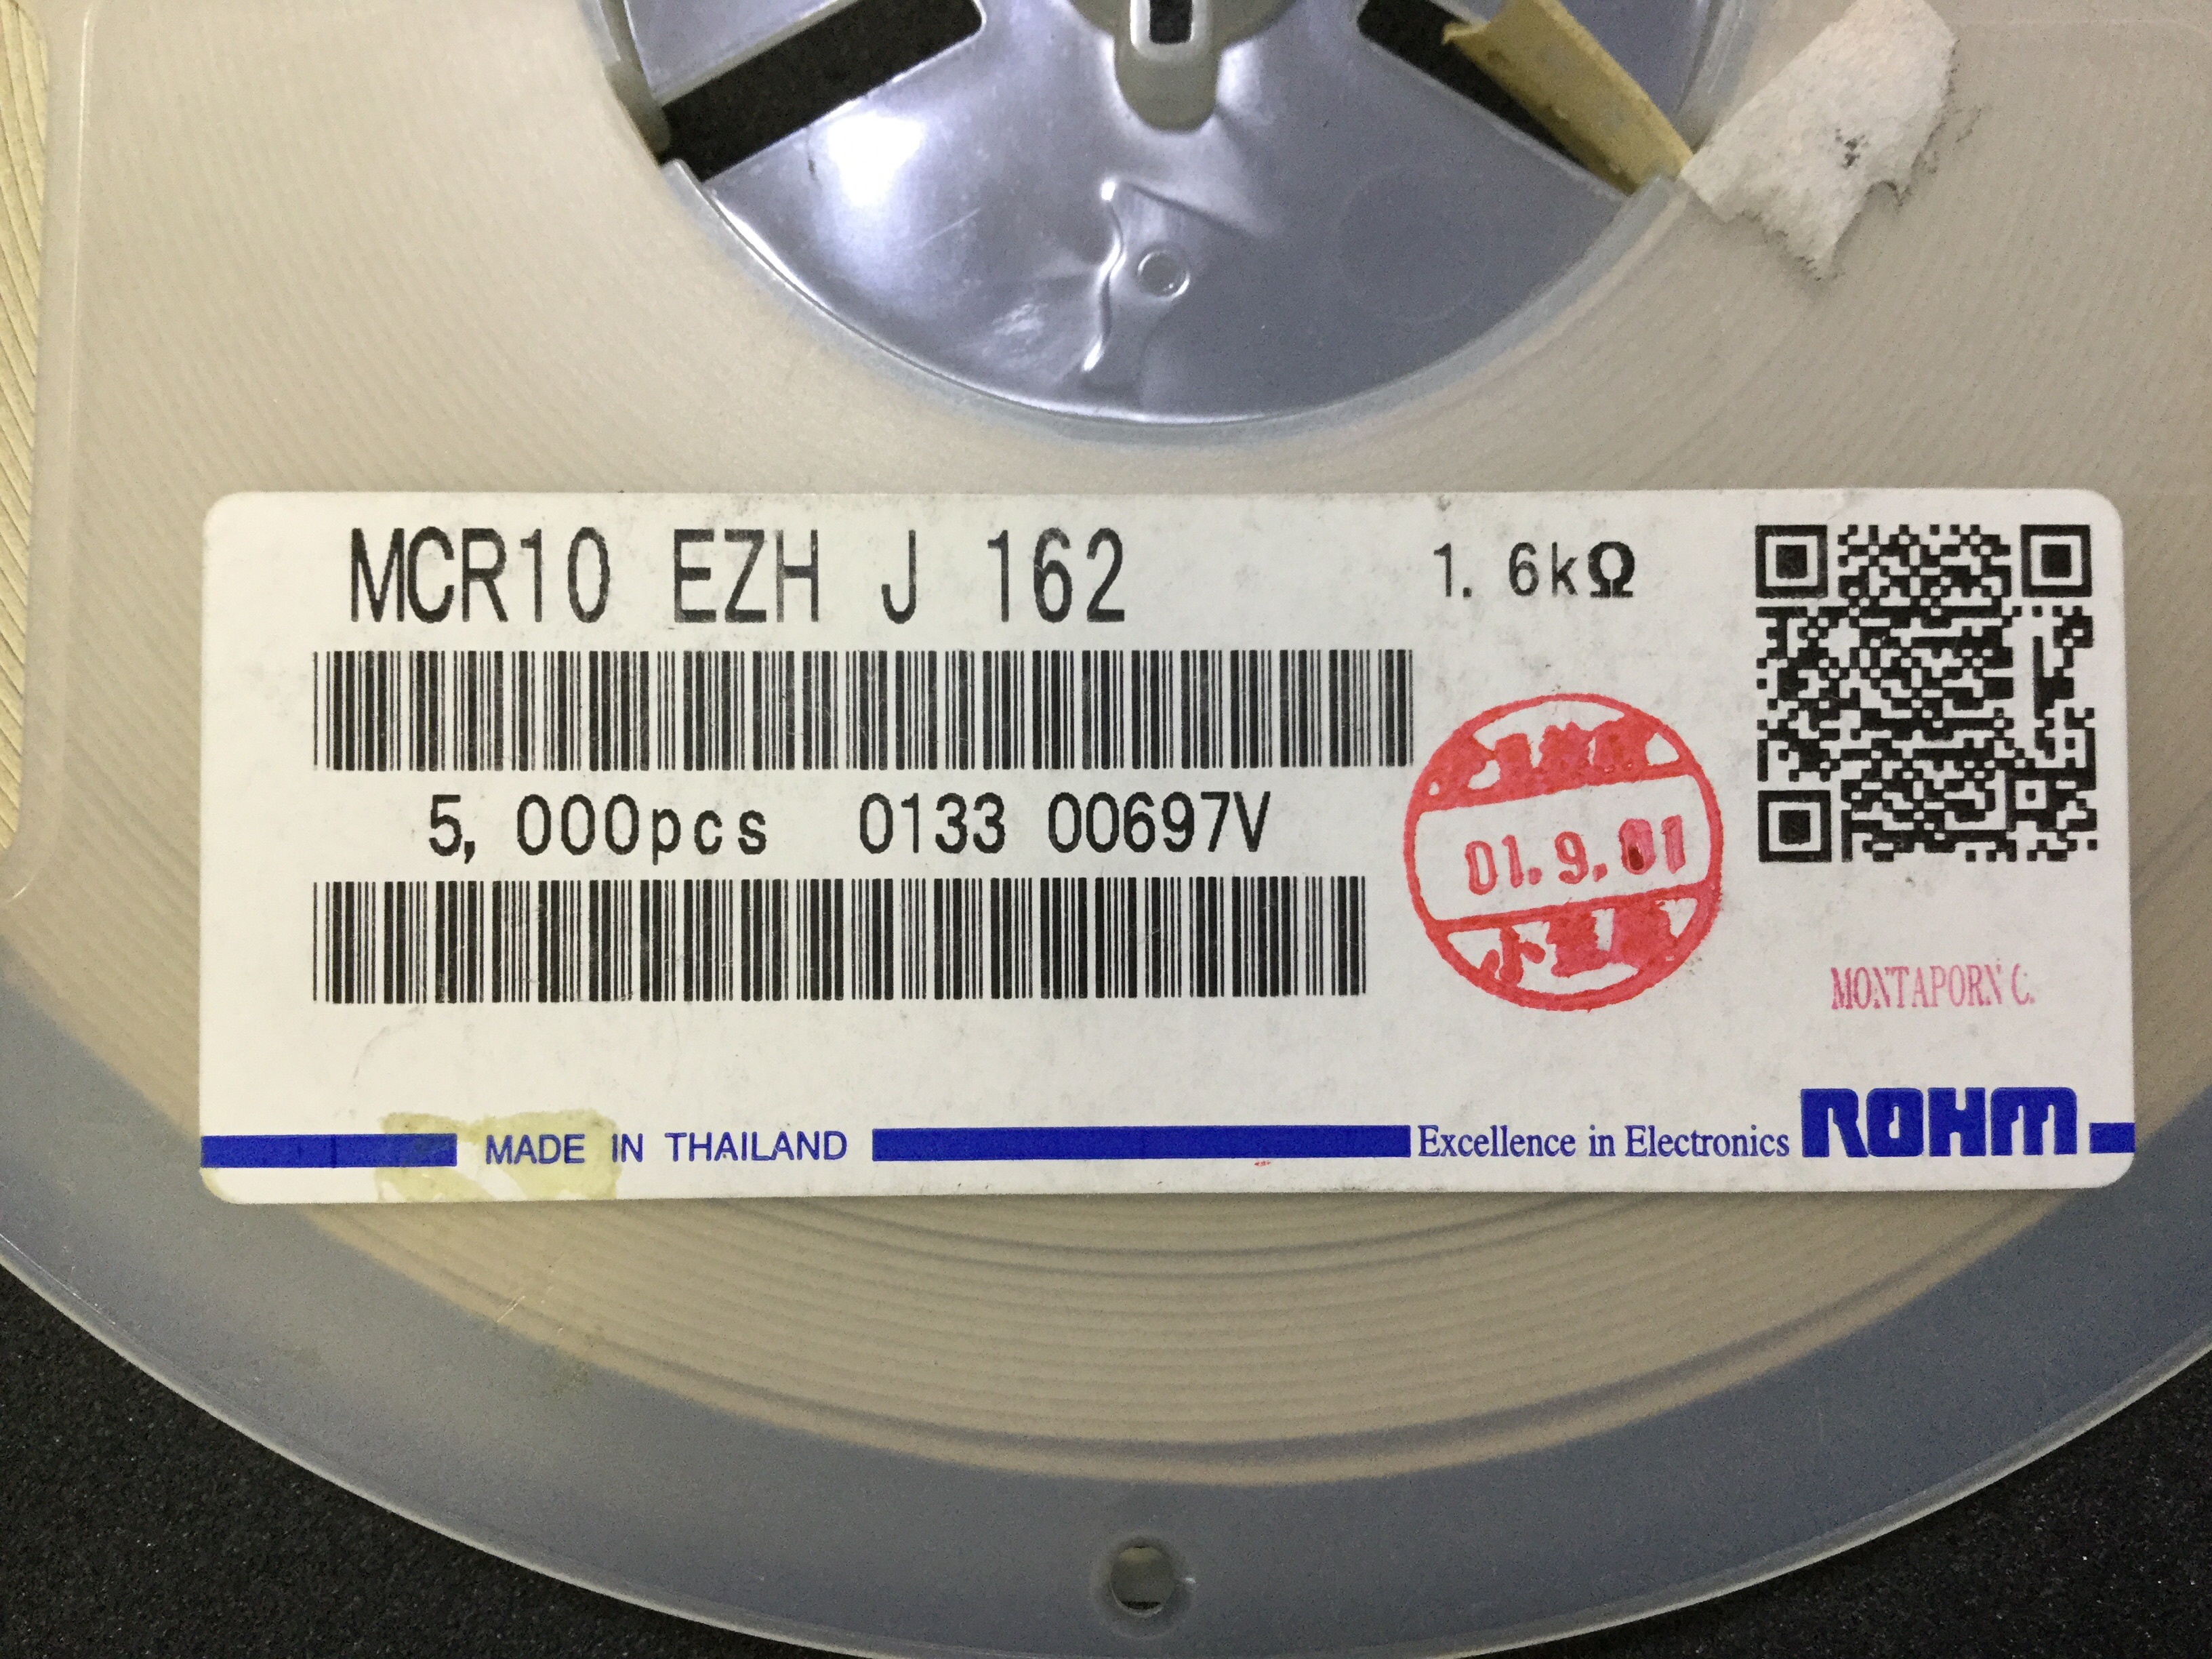 MCR10 EZH J 162 1.6kΩ
5,000pcs 0133 00697V
01.9.01
MONTAPORN C.
MADE IN THAILAND
Excellence in Electronics ROHM